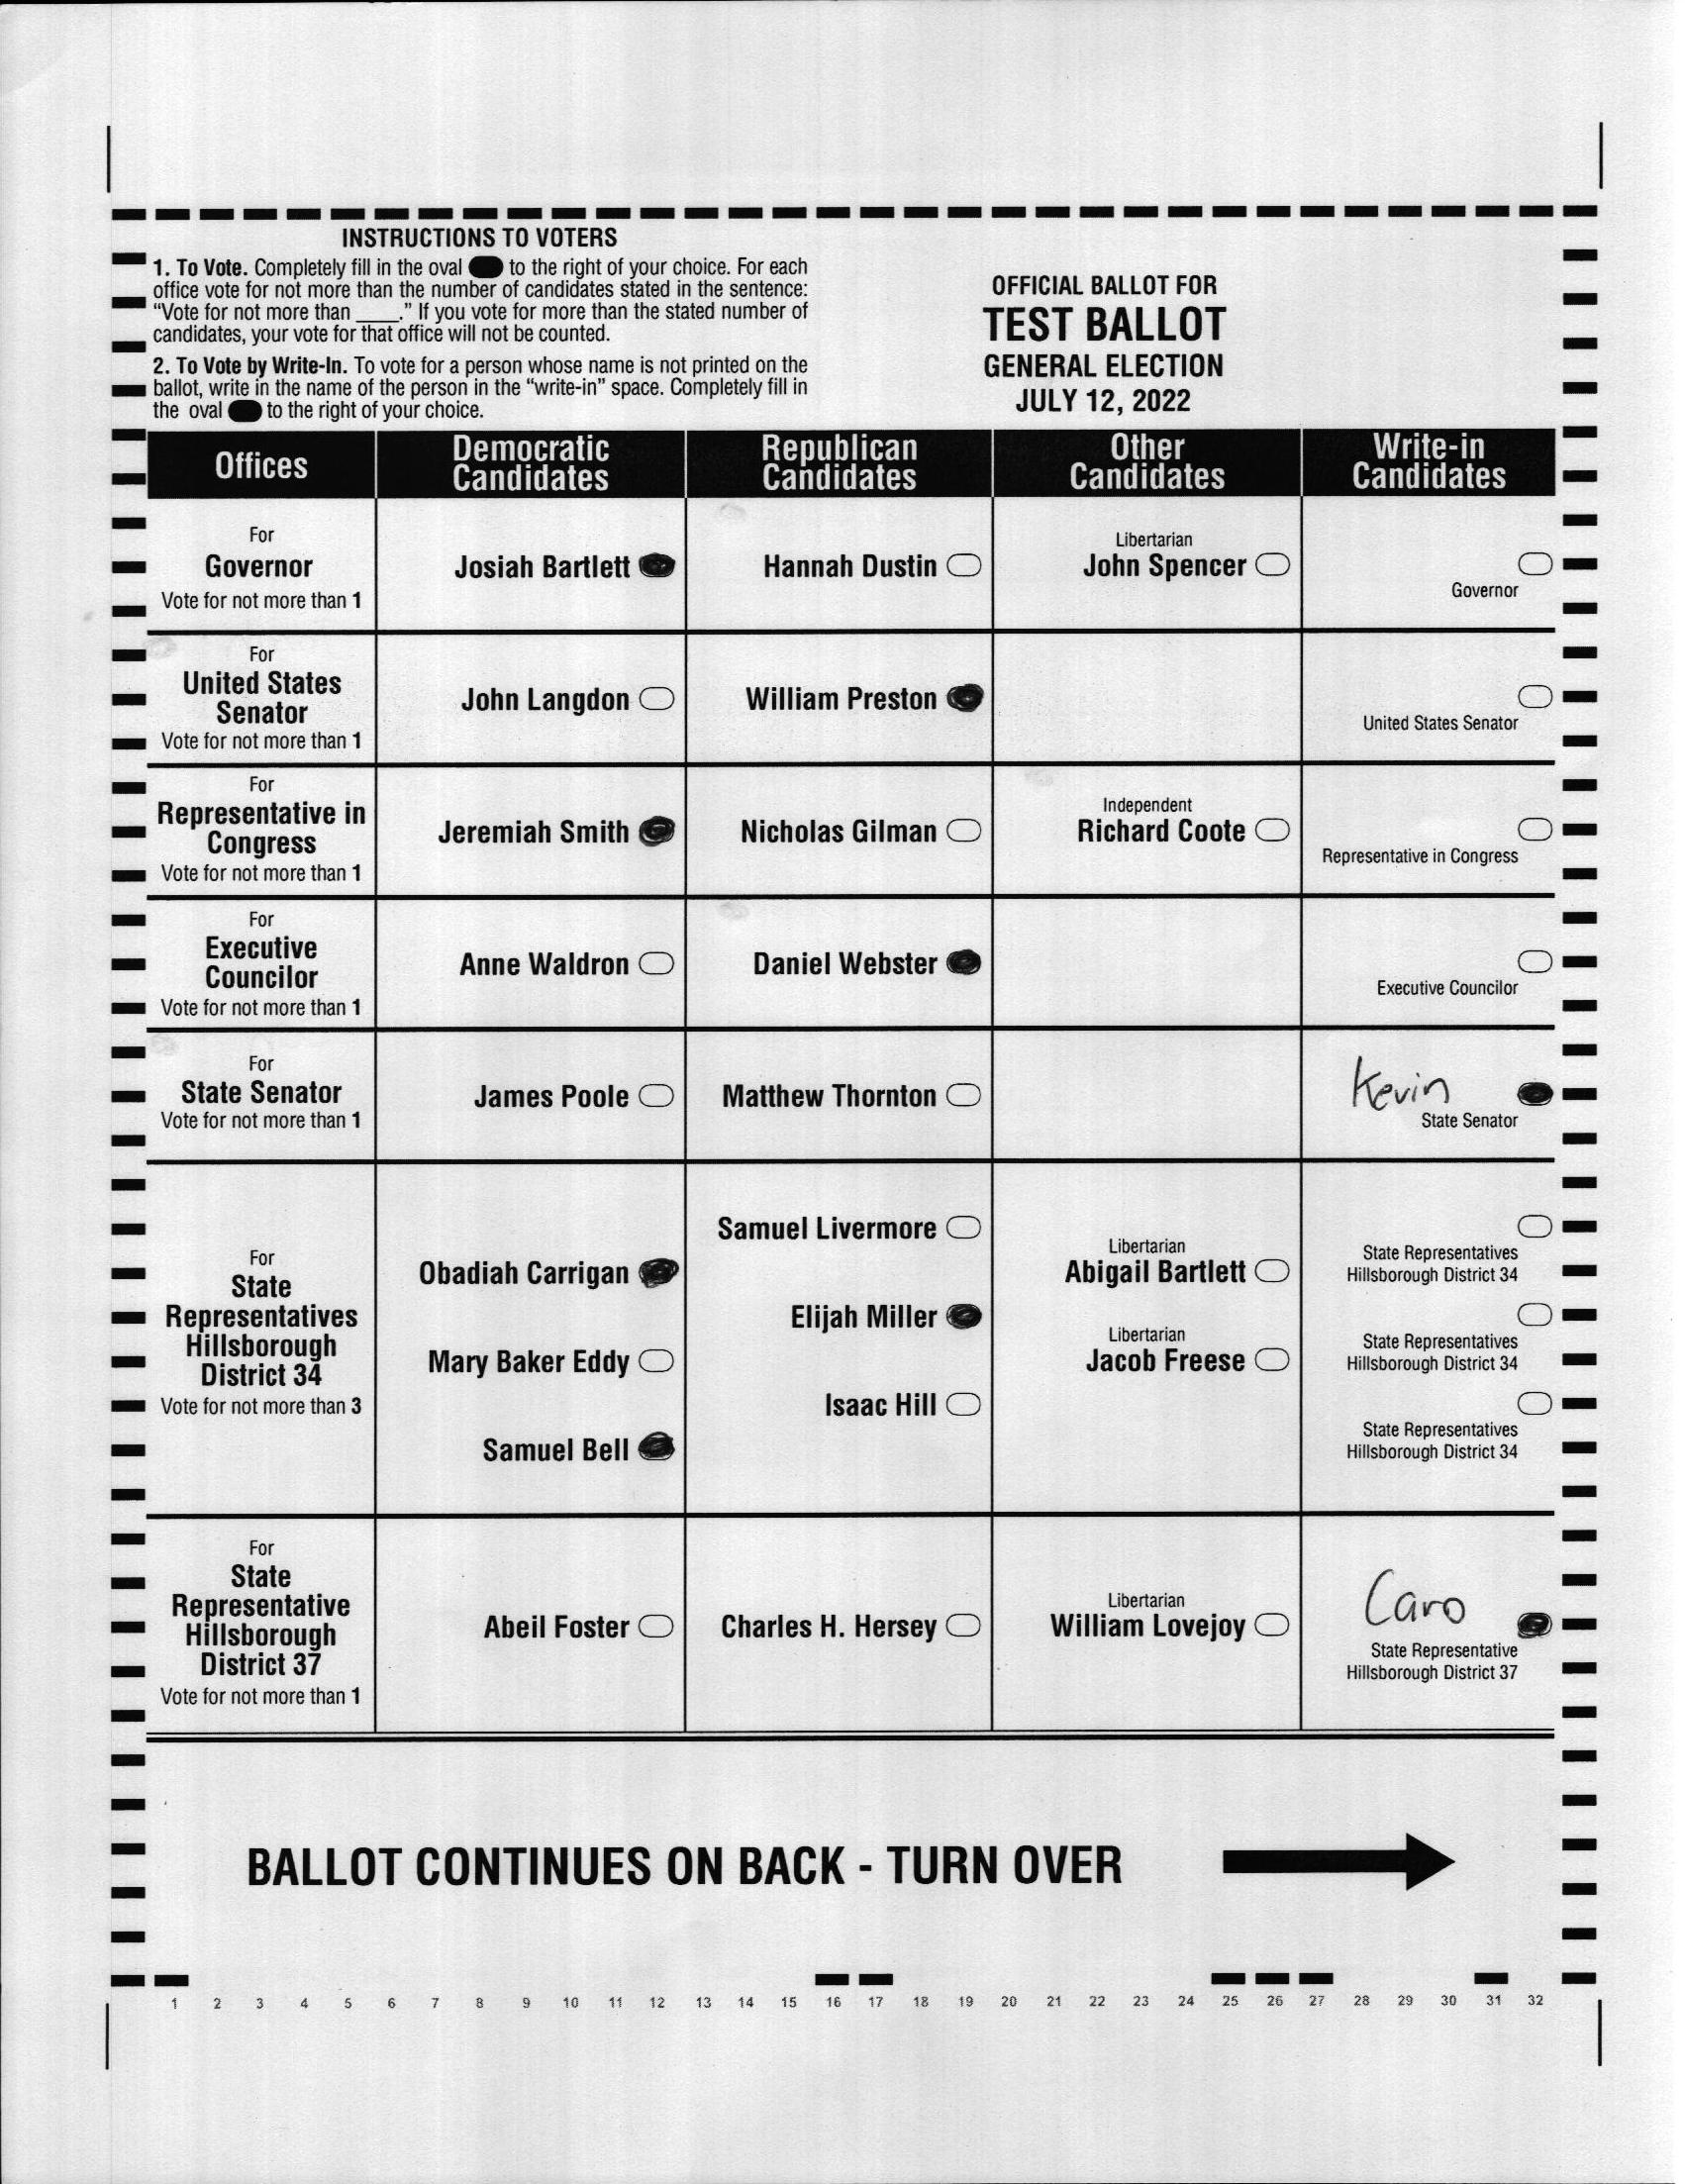 INSTRUCTIONS TO VOTERS
1. To Vote. Completely fill in the oval to the right of your choice. For each
office vote for not more than the number of candidates stated in the sentence:
“Vote for not more than ____.” If you vote for more than the stated number of
candidates, your vote for that office will not be counted.
2. To Vote by Write-In. To vote for a person whose name is not printed on the
ballot, write in the name of the person in the “write-in” space. Completely fill in
the oval to the right of your choice.
OFFICIAL BALLOT FOR
TEST BALLOT
GENERAL ELECTION
JULY 12, 2022
Offices
Democratic
Candidates
Republican
Candidates
Other
Candidates
Write-in
Candidates
For
Governor
Vote for not more than 1
Josiah Bartlett
Hannah Dustin
Libertarian
John Spencer
Governor
For
United States
Senator
Vote for not more than 1
John Langdon
William Preston
United States Senator
For
Representative in
Congress
Vote for not more than 1
Jeremiah Smith
Nicholas Gilman
Independent
Richard Coote
Representative in Congress
For
Executive
Councilor
Vote for not more than 1
Anne Waldron
Daniel Webster
Executive Councilor
For
State Senator
Vote for not more than 1
James Poole
Matthew Thornton
Kevin
State Senator
For
State
Representatives
Hillsborough
District 34
Vote for not more than 3
Obadiah Carrigan
Mary Baker Eddy
Samuel Bell
Samuel Livermore
Elijah Miller
Isaac Hill
Libertarian
Abigail Bartlett
Libertarian
Jacob Freese
State Representatives
Hillsborough District 34
State Representatives
Hillsborough District 34
State Representatives
Hillsborough District 34
For
State
Representative
Hillsborough
District 37
Vote for not more than 1
Abeil Foster
Charles H. Hersey
Libertarian
William Lovejoy
Caro
State Representative
Hillsborough District 37
BALLOT CONTINUES ON BACK - TURN OVER
1 2 3 4 5 6 7 8 9 10 11 12 13 14 15 16 17 18 19 20 21 22 23 24 25 26 27 28 29 30 31 32